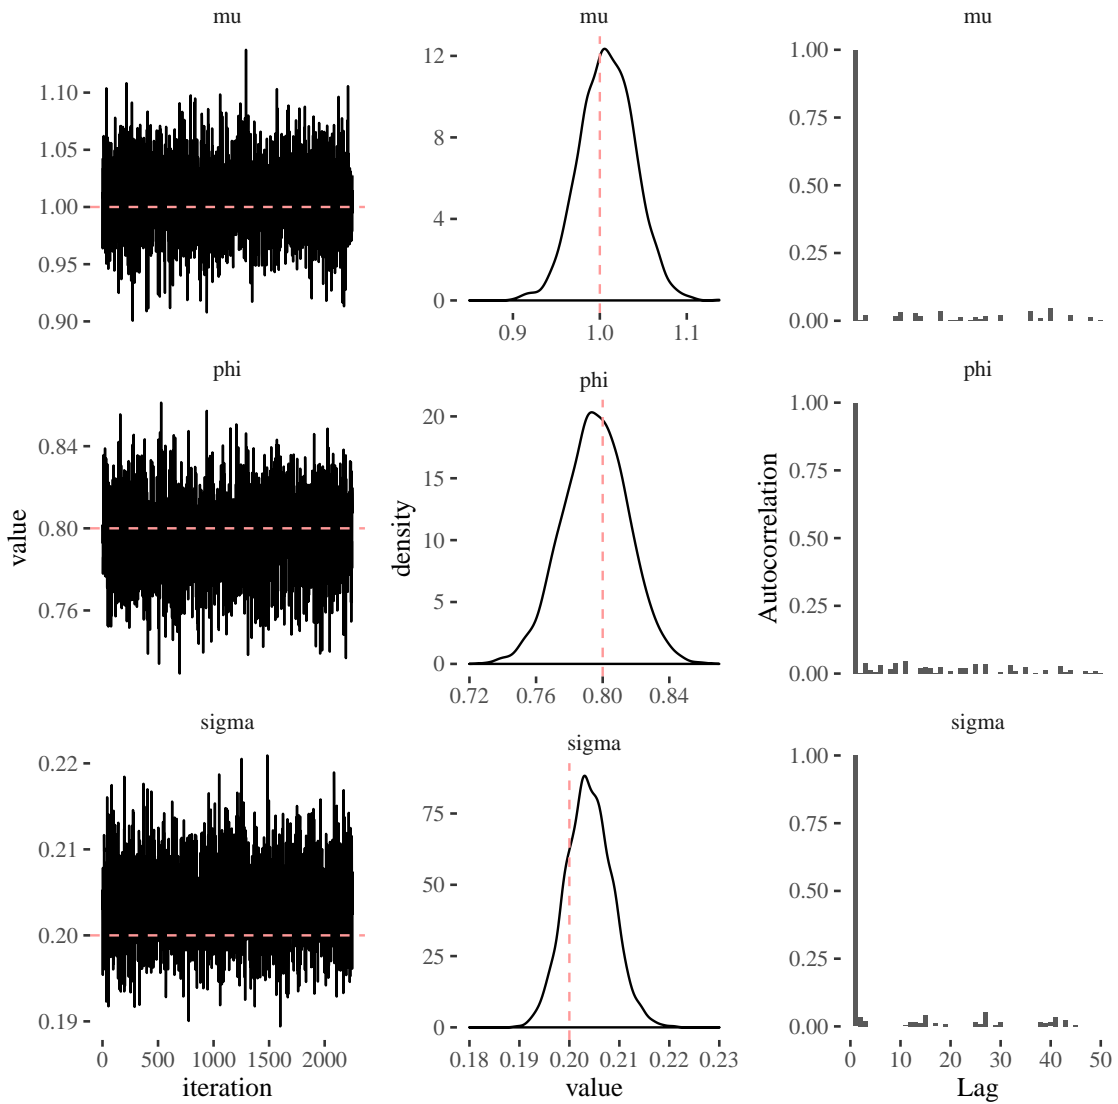 mu
mu
mu
1.10
1.05
1.00
0.95
0.90
12
8
4
0
0.9 1.0 1.1
1.00
0.75
0.50
0.25
0.00
phi
phi
phi
value
0.84
0.80
0.76
density
20
15
10
5
0
0.72 0.76 0.80 0.84
Autocorrelation
1.00
0.75
0.50
0.25
0.00
sigma
sigma
sigma
0.22
0.21
0.20
0.19
0 500 1000 1500 2000
iteration
75
50
25
0
0.18 0.19 0.20 0.21 0.22 0.23
value
1.00
0.75
0.50
0.25
0.00
0 10 20 30 40 50
Lag